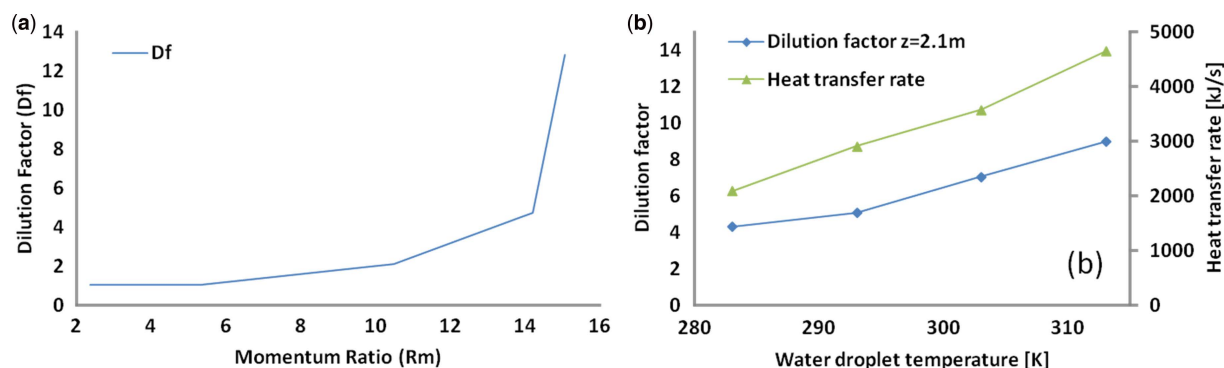 (a)
Dilution Factor (Df)
14
12
10
8
6
4
2
0
Df
2 4 6 8 10 12 14 16
Momentum Ratio (Rm)
(b)
Dilution factor
14
12
10
8
6
4
2
0
Dilution factor z=2.1m
Heat transfer rate
(b)
280 290 300 310
Water droplet temperature [K]
5000
4000
3000
2000
1000
0
Heat transfer rate [kJ/s]